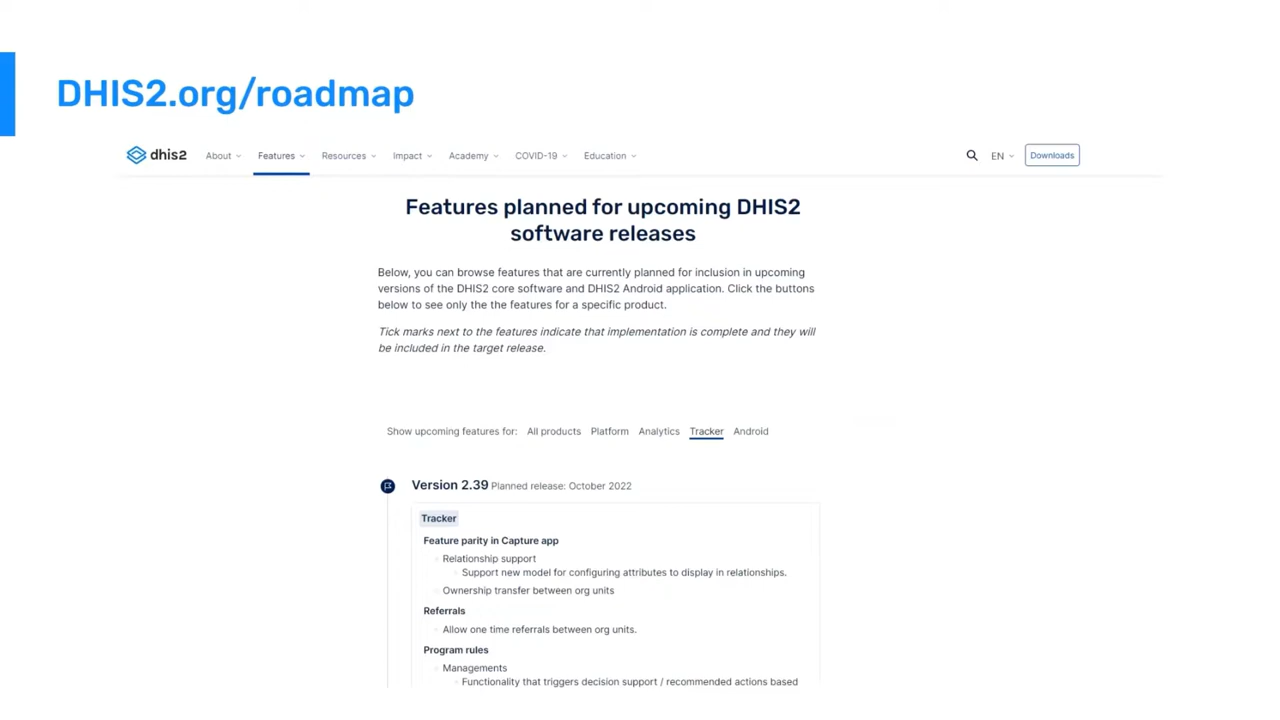 DHIS2.org/roadmap
dhis2 About Features Resources Impact Academy COVID-19 Education EN Downloads
Features planned for upcoming DHIS2
software releases
Below, you can browse features that are currently planned for inclusion in upcoming
versions of the DHIS2 core software and DHIS2 Android application. Click the buttons
below to see only the the features for a specific product.
Tick marks next to the features indicate that implementation is complete and they will
be included in the target release.
Show upcoming features for: All products Platform Analytics Tracker Android
Version 2.39 Planned release: October 2022
Tracker
Feature parity in Capture app
Relationship support
Support new model for configuring attributes to display in relationships.
Ownership transfer between org units
Referrals
Allow one time referrals between org units.
Program rules
Managements
Functionality that triggers decision support / recommended actions based